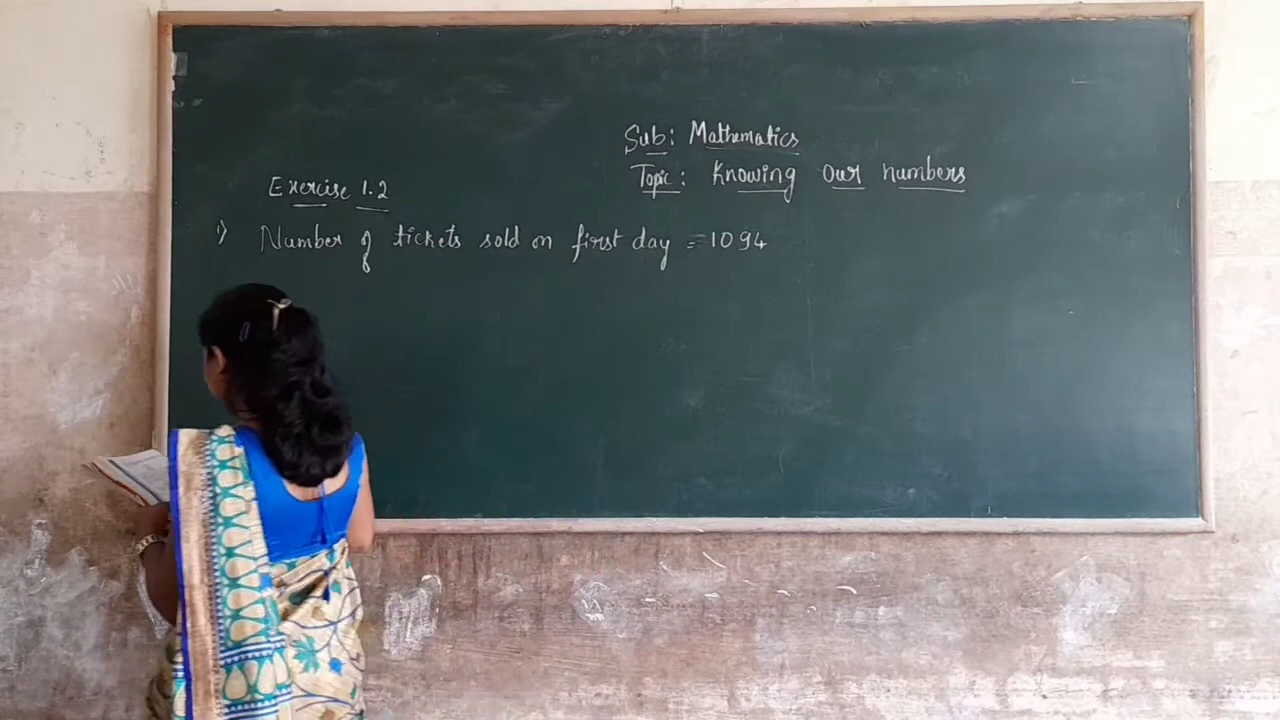 Sub: Mathematics
Topic: Knowing Our numbers
Exercise 1.2
1) Number of tickets sold on first day = 1094